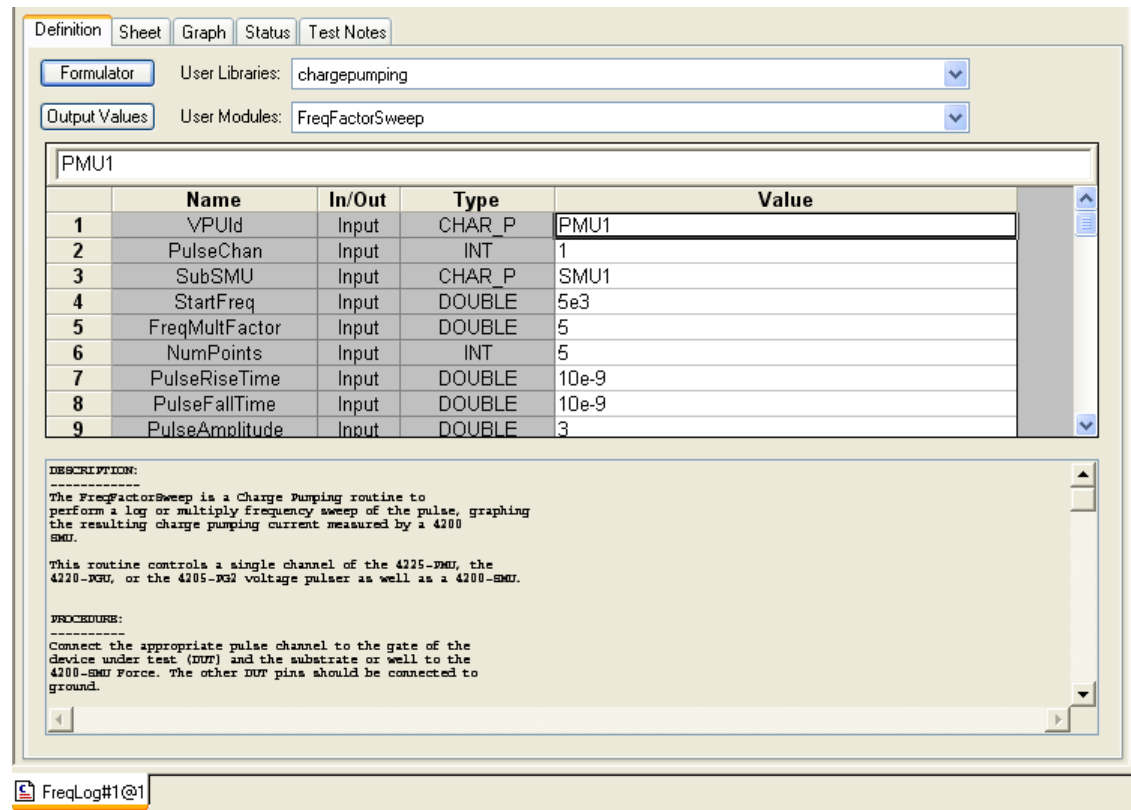 Definition Sheet Graph Status Test Notes
Formulator User Libraries: chargepumping
Output Values User Modules: FreqFactorSweep
PMU1
Name In/Out Type Value
1 VPUId Input CHAR_P PMU1
2 PulseChan Input INT 1
3 SubSMU Input CHAR_P SMU1
4 StartFreq Input DOUBLE 5e3
5 FreqMultFactor Input DOUBLE 5
6 NumPoints Input INT 5
7 PulseRiseTime Input DOUBLE 10e-9
8 PulseFallTime Input DOUBLE 10e-9
9 PulseAmplitude Input DOUBLE 3
DESCRIPTION:
------------
The FreqFactorSweep is a Charge Pumping routine to
perform a log or multiply frequency sweep of the pulse, graphing
the resulting charge pumping current measured by a 4200
SMU.
This routine controls a single channel of the 4225-PMU, the
4220-PGU, or the 4205-PG2 voltage pulser as well as a 4200-SMU.
PROCEDURE:
----------
Connect the appropriate pulse channel to the gate of the
device under test (DUT) and the substrate or well to the
4200-SMU Force. The other DUT pins should be connected to
ground.
FreqLog#1@1